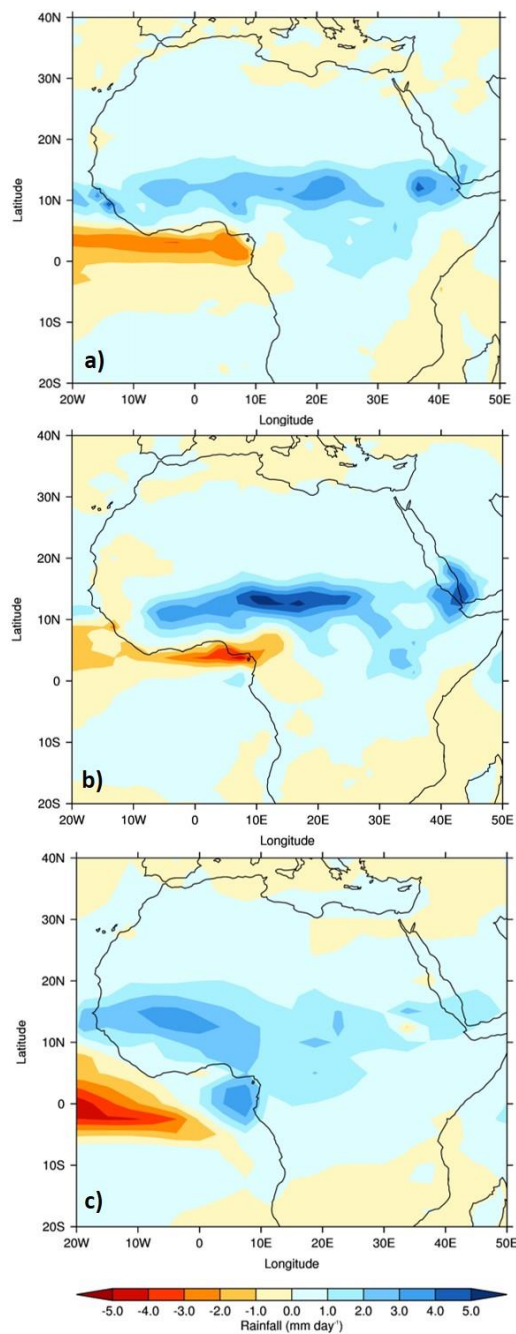 40N
30N
20N
10N
0
10S
20S
Latitude
a)
20W 10W 0 10E 20E 30E 40E 50E
Longitude
40N
30N
20N
10N
0
10S
20S
Latitude
b)
20W 10W 0 10E 20E 30E 40E 50E
Longitude
40N
30N
20N
10N
0
10S
20S
Latitude
c)
20W 10W 0 10E 20E 30E 40E 50E
Longitude
-5.0 -4.0 -3.0 -2.0 -1.0 0.0 1.0 2.0 3.0 4.0 5.0
Rainfall (mm day⁻¹)